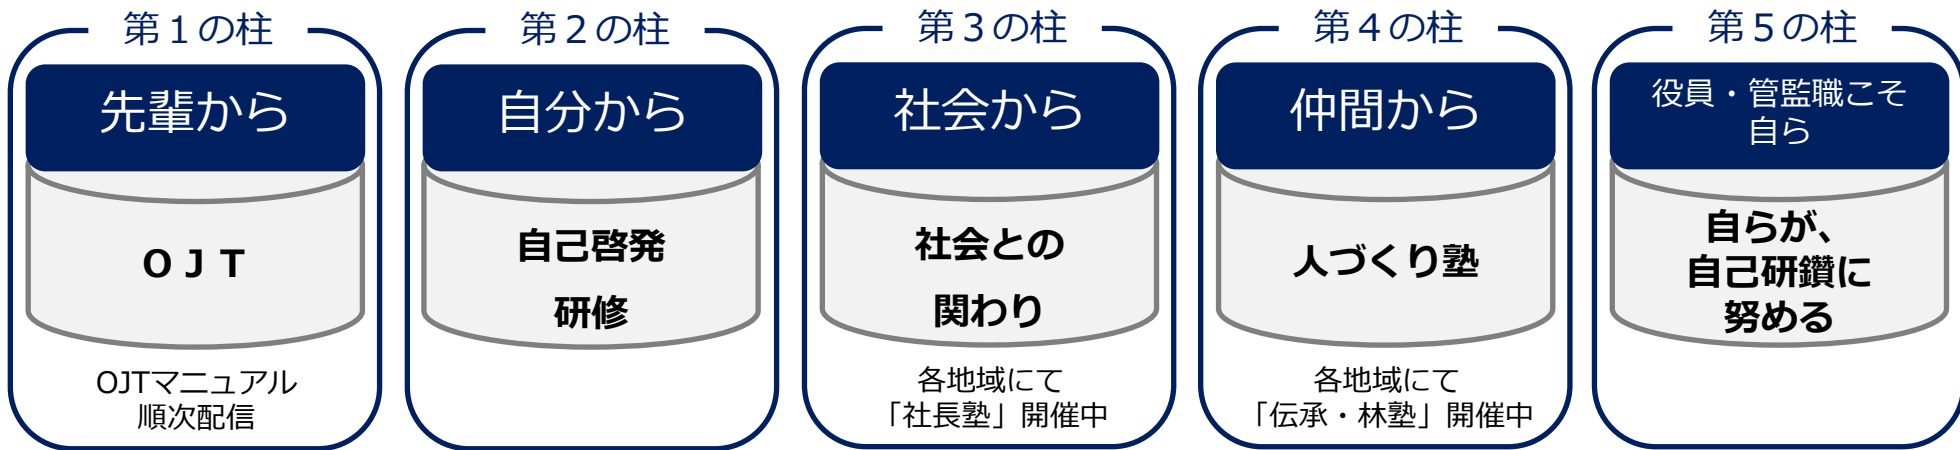 第１の柱
先輩から
ＯＪＴ
OJTマニュアル
順次配信
第２の柱
自分から
自己啓発
研修
第３の柱
社会から
社会との
関わり
各地域にて
「社長塾」開催中
第４の柱
仲間から
人づくり塾
各地域にて
「伝承・林塾」開催中
第５の柱
役員・管監職こそ
自ら
自らが、
自己研鑽に
努める